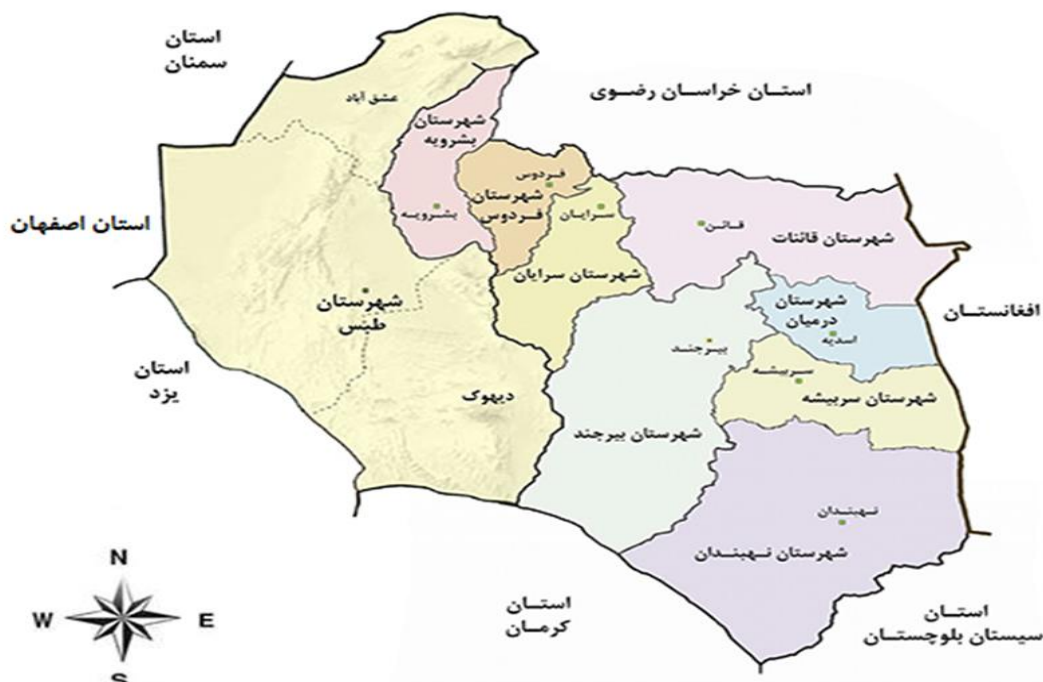 استان
سمنان
استان خراسان رضوی
عشق آباد
شهرستان
بشرویه
فردوس
شهرستان
فردوس
بشرویه
سرایان
استان اصفهان
قائن
شهرستان قائنات
شهرستان سرایان
شهرستان
طبس
شهرستان
درمیان
اسدیه
افغانستان
بیرجند
استان
یزد
سربیشه
دیهوک
شهرستان سربیشه
شهرستان بیرجند
نهبندان
شهرستان نهبندان
استان
کرمان
استان
سیستان بلوچستان
N
W
E
S